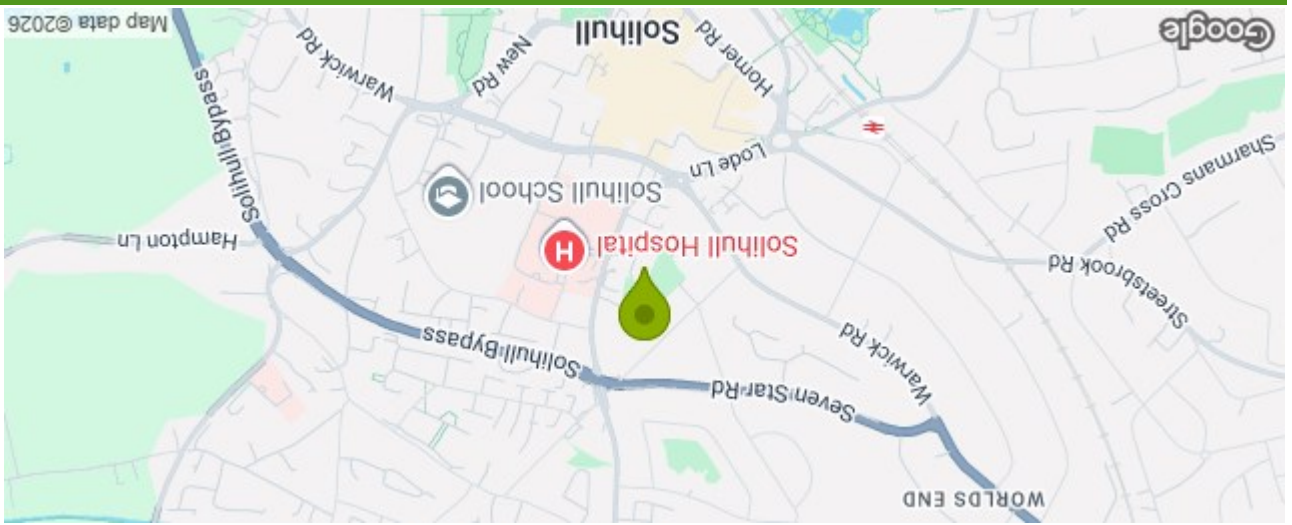 WORLDS END
Seven Star Rd
Solihull Bypass
Warwick Rd
Streetsbrook Rd
Sharmans Cross Rd
Solihull Hospital
H
Hampton Ln
Solihull Bypass
Solihull School
Lode Ln
Homer Rd
Warwick Rd
New Rd
Solihull
Google
Map data ©2026